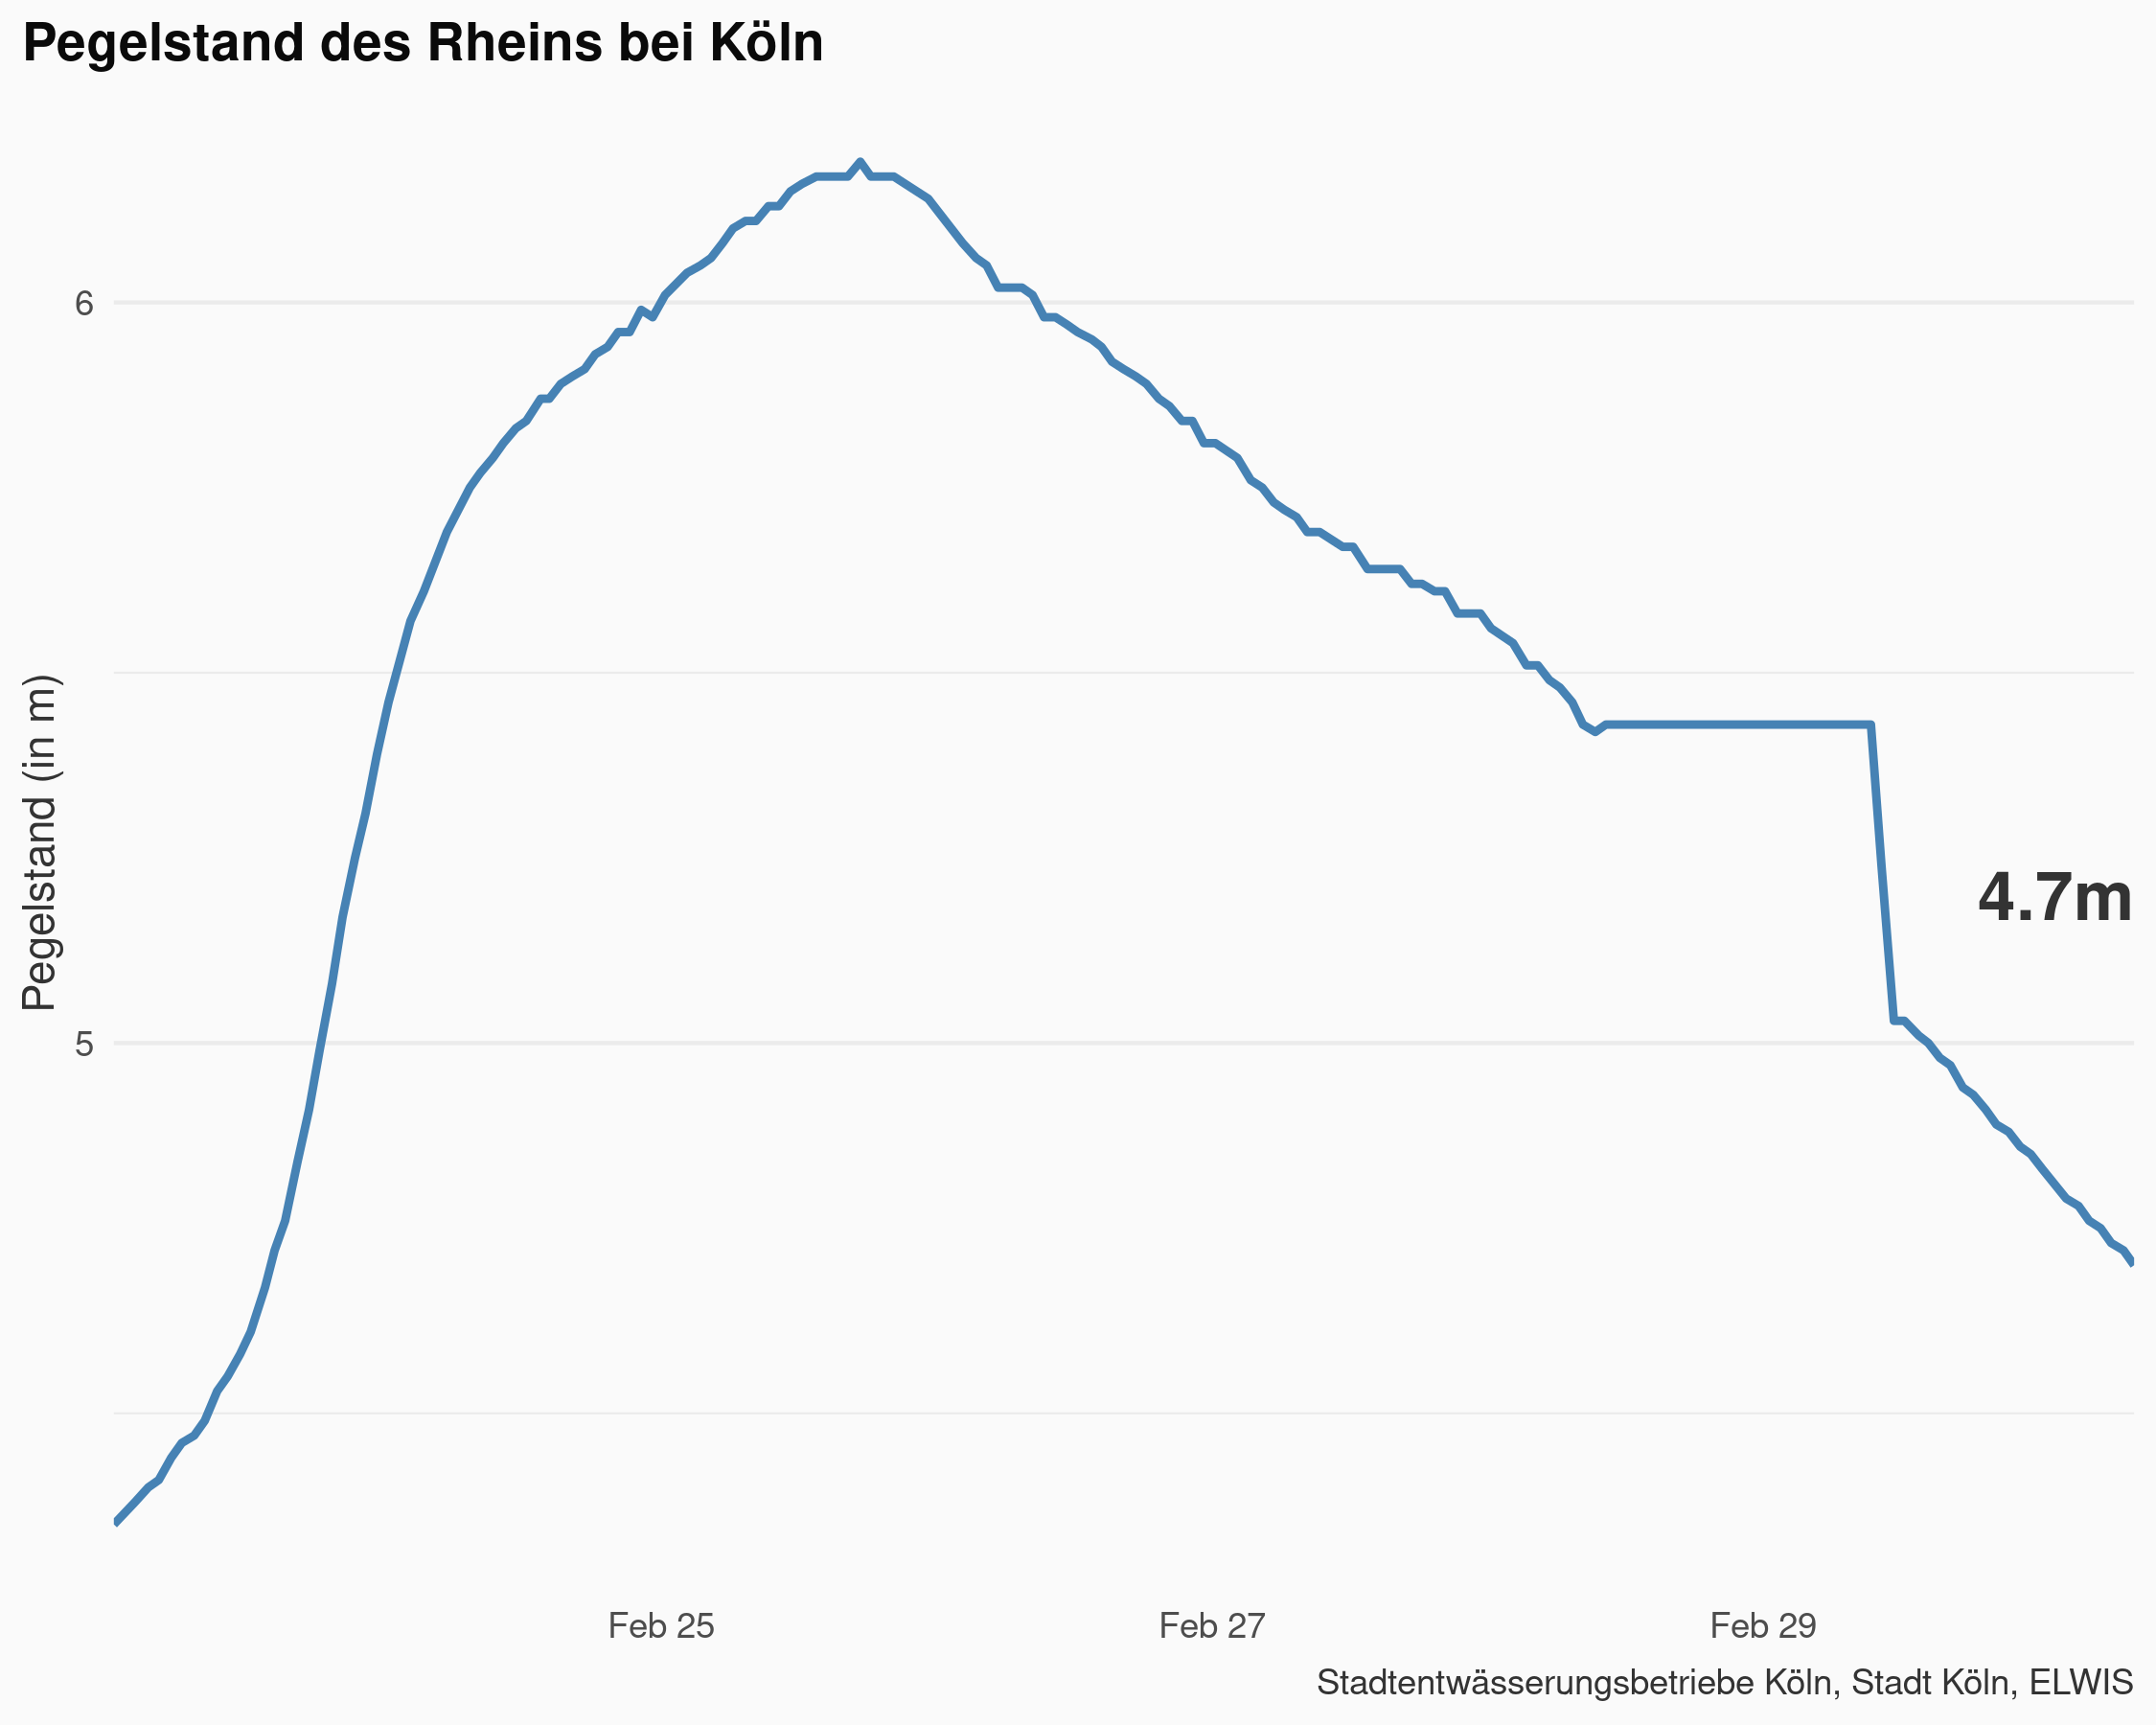 Pegelstand des Rheins bei Köln
Pegelstand (in m)
6
5
4.7m
Feb 25
Feb 27
Feb 29
Stadtentwässerungsbetriebe Köln, Stadt Köln, ELWIS